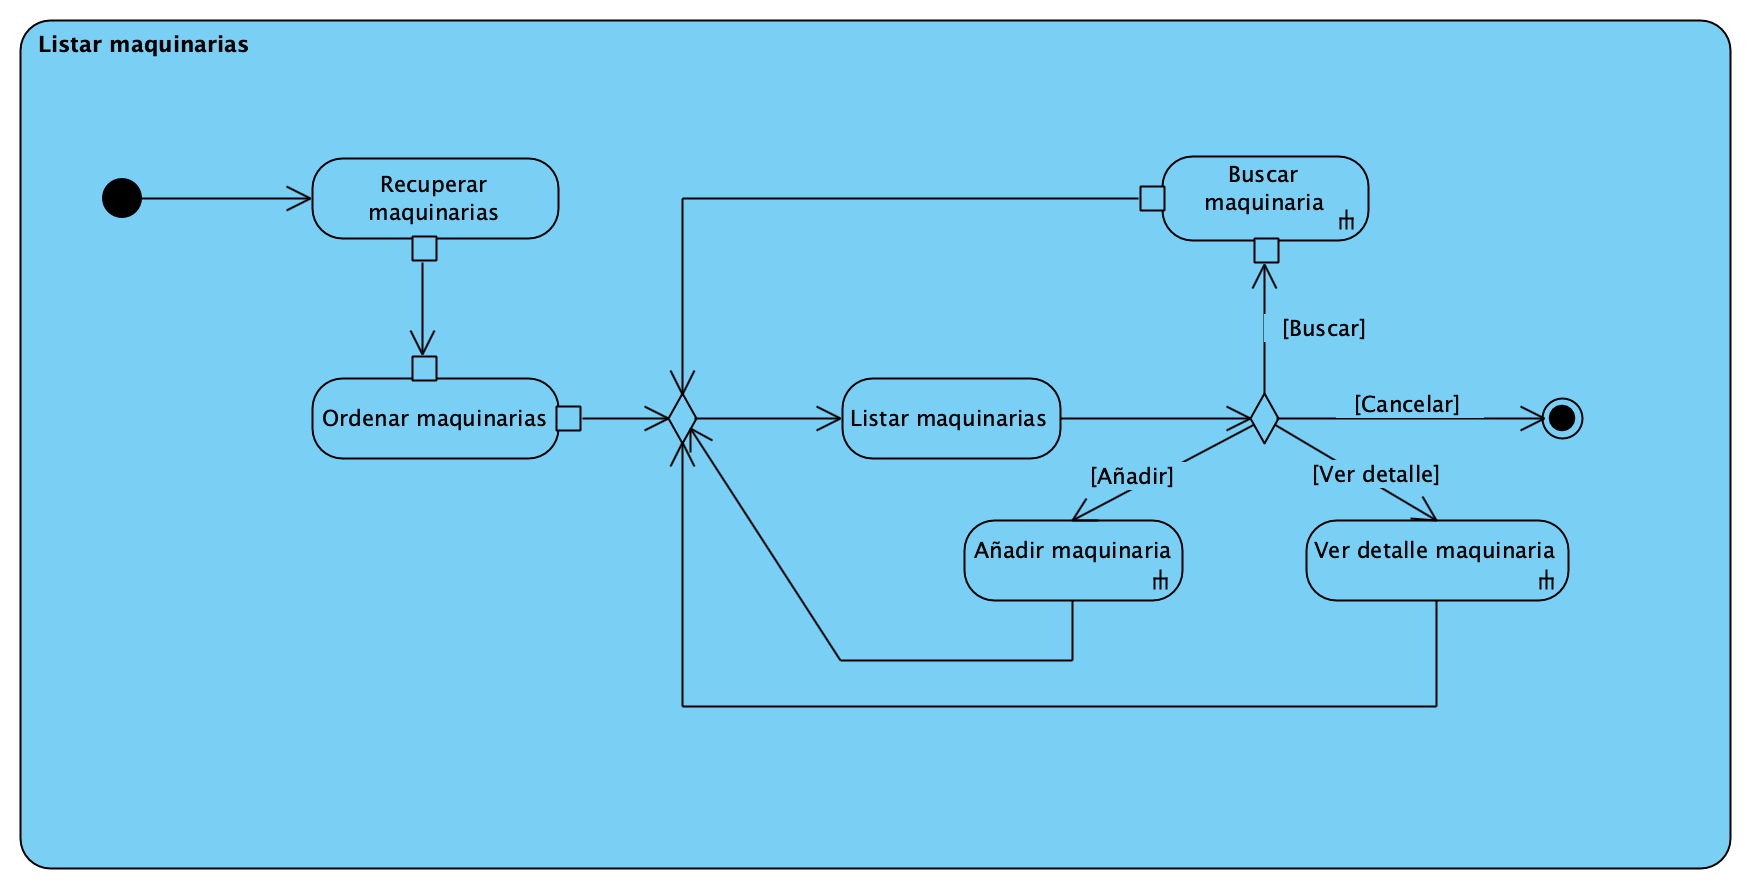 Listar maquinarias
Recuperar
maquinarias
Buscar
maquinaria
[Buscar]
Ordenar maquinarias
Listar maquinarias
[Cancelar]
[Añadir]
[Ver detalle]
Añadir maquinaria
Ver detalle maquinaria